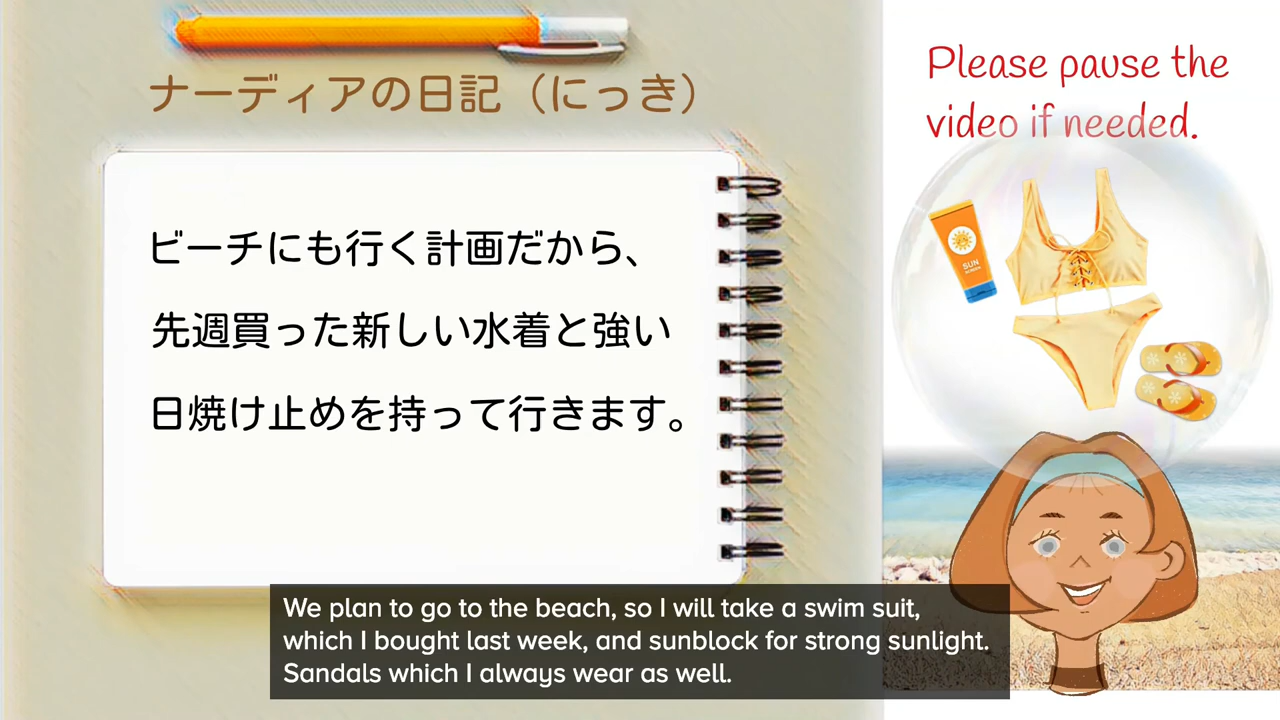 ナーディアの日記（にっき）
ビーチにも行く計画だから、
先週買った新しい水着と強い
日焼け止めを持って行きます。
Please pause the
video if needed.
SUN
SCREEN
We plan to go to the beach, so I will take a swim suit,
which I bought last week, and sunblock for strong sunlight.
Sandals which I always wear as well.